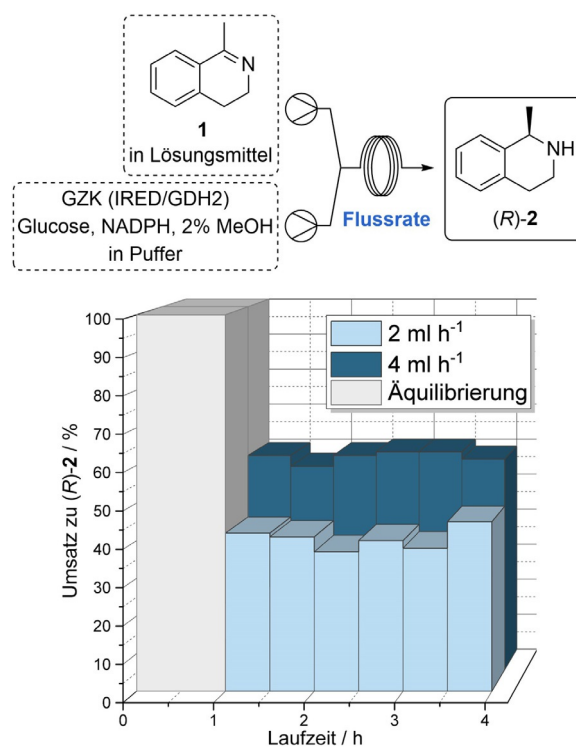 N
1
in Lösungsmittel
GZK (IRED/GDH2)
Glucose, NADPH, 2% MeOH
in Puffer
Flussrate
NH
(R)-2
2 ml h⁻¹
4 ml h⁻¹
Äquilibrierung
Umsatz zu (R)-2 / %
100
90
80
70
60
50
40
30
20
10
0
0 1 2 3 4
Laufzeit / h